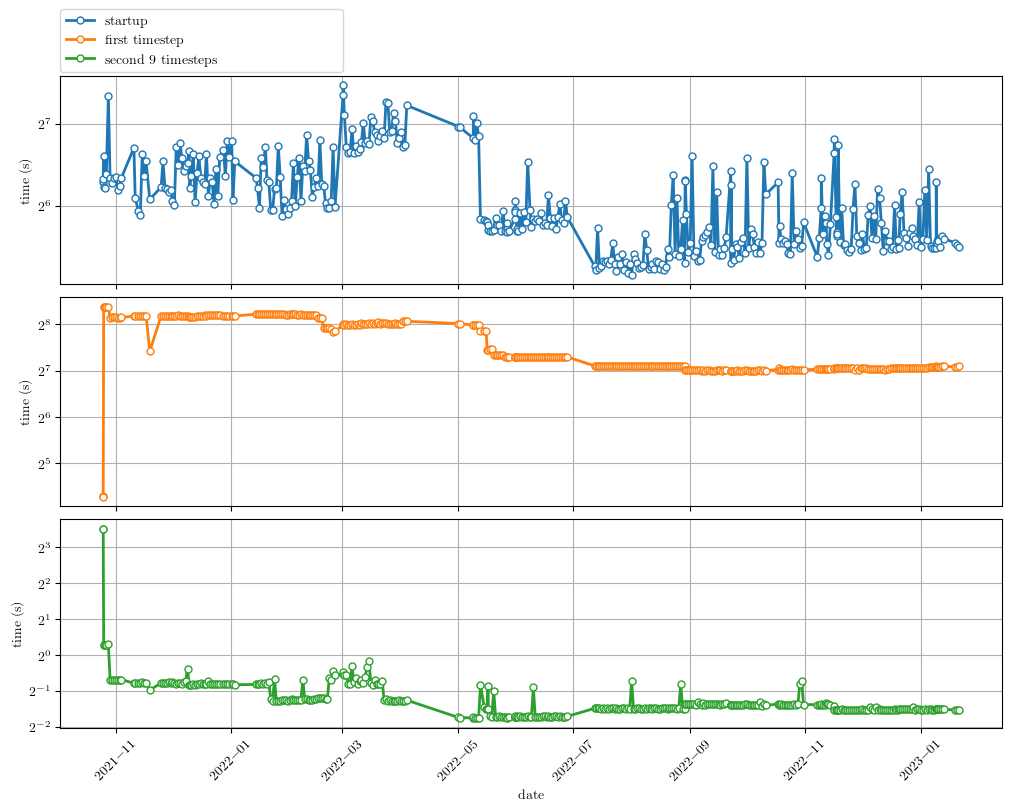 startup
first timestep
second 9 timesteps
2^7
2^6
time (s)
2^8
2^7
2^6
2^5
time (s)
2^3
2^2
2^1
2^0
2^−1
2^−2
time (s)
2021−11
2022−01
2022−03
2022−05
2022−07
2022−09
2022−11
2023−01
date